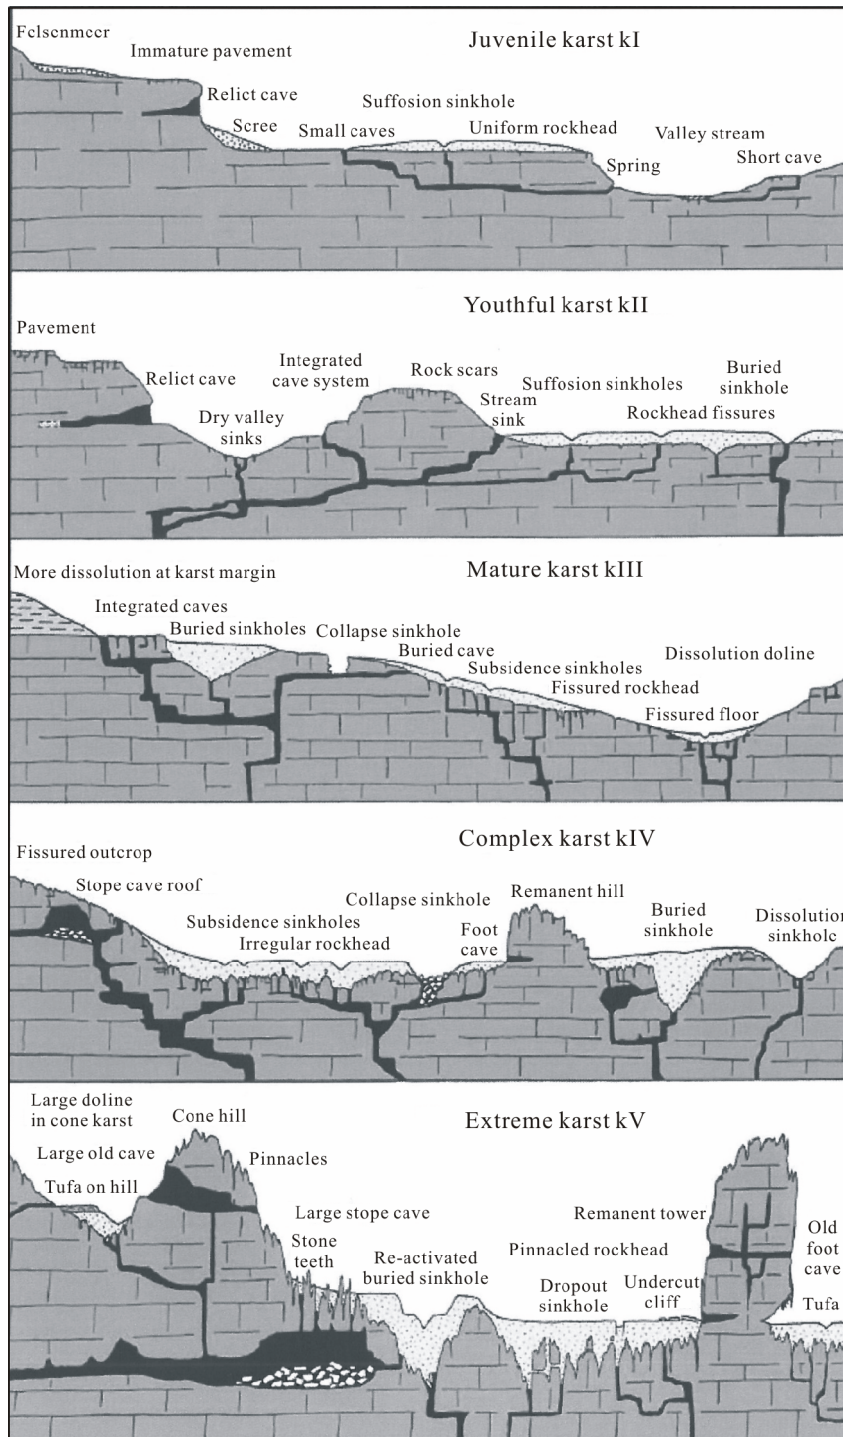 Felsenmeer
Juvenile karst kI
Immature pavement
Relict cave
Suffosion sinkhole
Scree
Small caves
Uniform rockhead
Valley stream
Spring
Short cave
Youthful karst kII
Pavement
Integrated
cave system
Rock scars
Buried
sinkhole
Relict cave
Suffosion sinkholes
Stream
sink
Dry valley
sinks
Rockhead fissures
Mature karst kIII
More dissolution at karst margin
Integrated caves
Buried sinkholes
Collapse sinkhole
Buried cave
Dissolution doline
Subsidence sinkholes
Fissured rockhead
Fissured floor
Complex karst kIV
Fissured outcrop
Stope cave roof
Collapse sinkhole
Remanent hill
Buried
sinkhole
Dissolution
sinkhole
Subsidence sinkholes
Irregular rockhead
Foot
cave
Extreme karst kV
Large doline
in cone karst
Cone hill
Large old cave
Pinnacles
Tufa on hill
Large stope cave
Remanent tower
Stone
teeth
Re-activated
buried sinkhole
Pinnacled rockhead
Old
foot
cave
Dropout
sinkhole
Undercut
cliff
Tufa